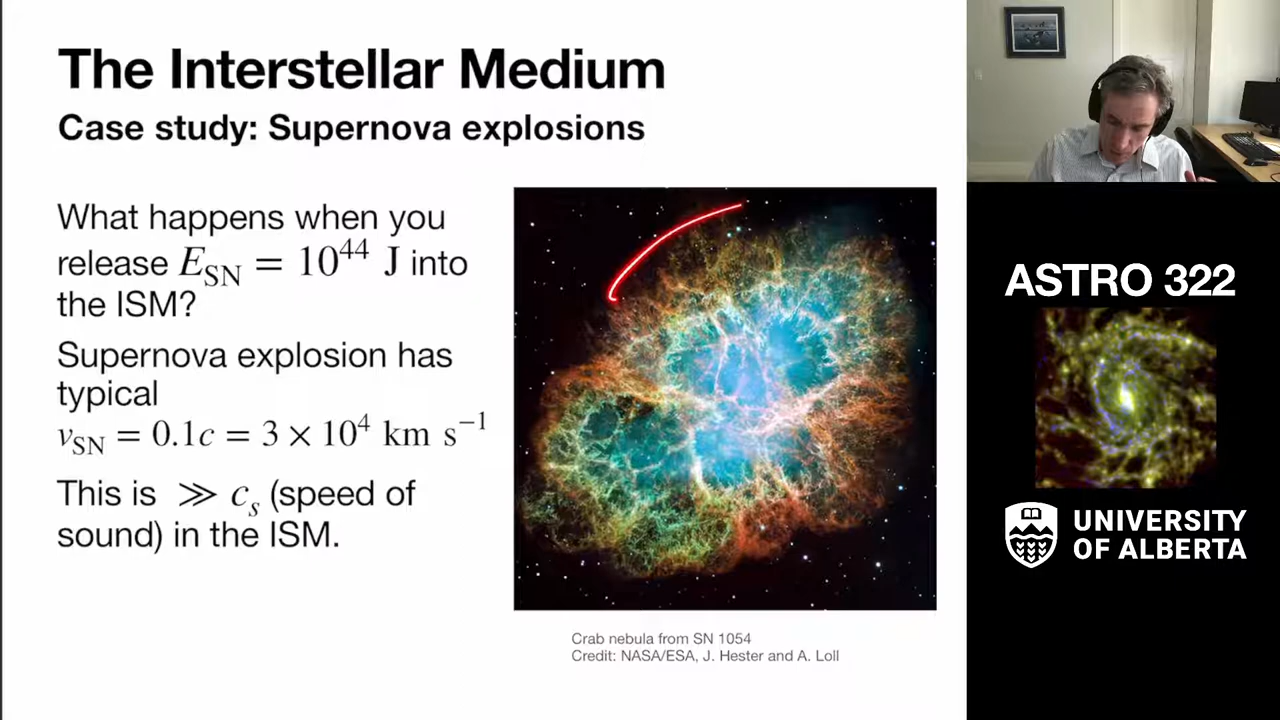 The Interstellar Medium
Case study: Supernova explosions
What happens when you
release E_SN = 10^44 J into
the ISM?
Supernova explosion has
typical
v_SN = 0.1c = 3 × 10^4 km s^−1
This is ≫ c_s (speed of
sound) in the ISM.
Crab nebula from SN 1054
Credit: NASA/ESA, J. Hester and A. Loll
ASTRO 322
UNIVERSITY
OF ALBERTA